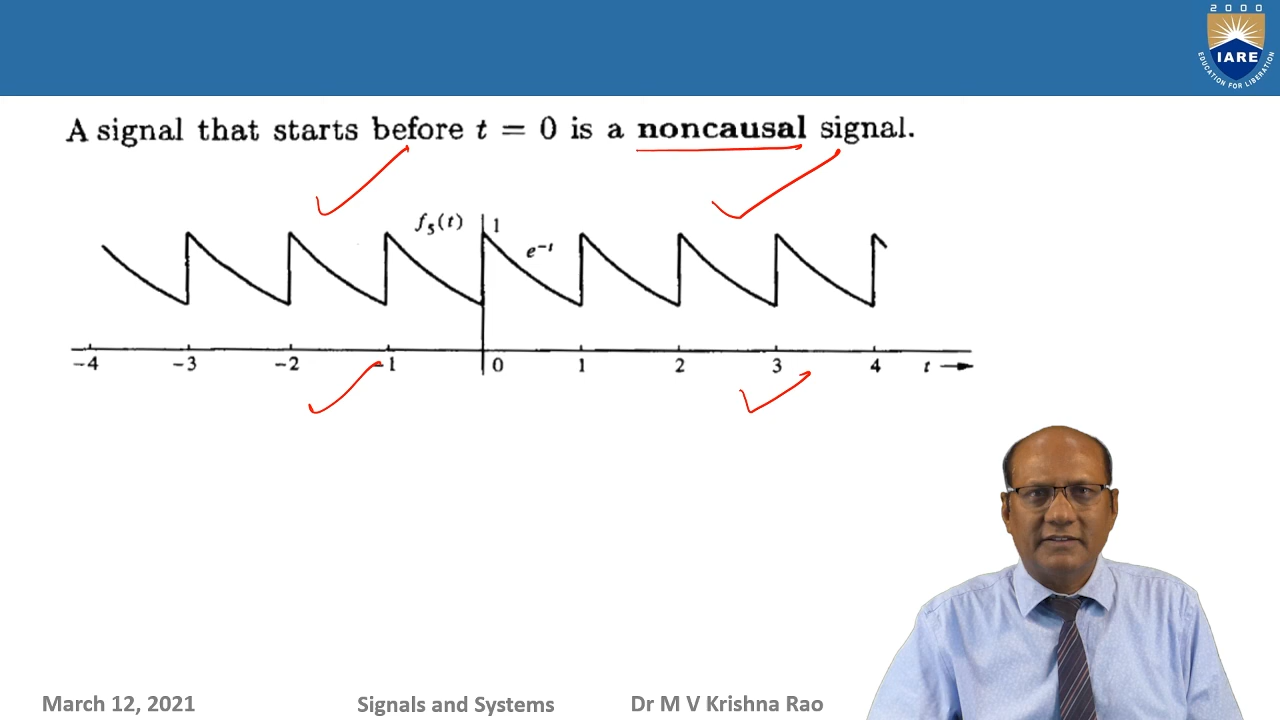 2000
IARE
EDUCATION FOR LIBERATION
A signal that starts before t = 0 is a noncausal signal.
f₅(t)
1
e⁻ᵗ
−4 −3 −2 −1 0 1 2 3 4 t
March 12, 2021 Signals and Systems Dr M V Krishna Rao